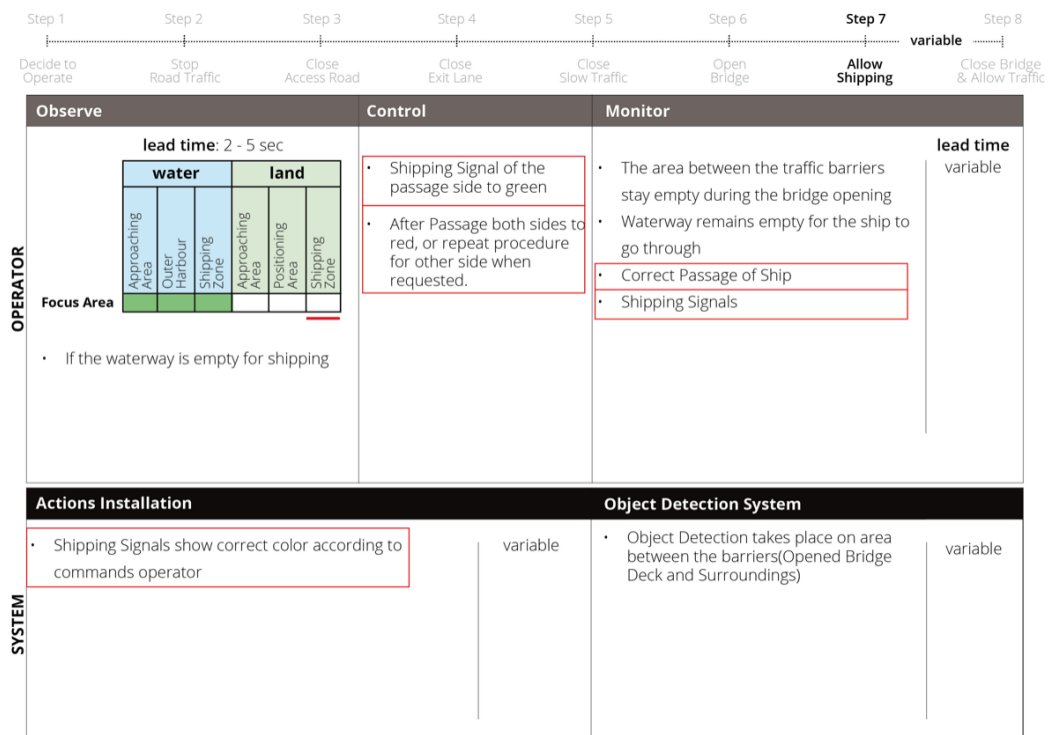 Step 1 Step 2 Step 3 Step 4 Step 5 Step 6 Step 7 Step 8
variable
Decide to Operate
Stop Road Traffic
Close Access Road
Close Exit Lane
Close Slow Traffic
Open Bridge
Allow Shipping
Close Bridge & Allow Traffic
OPERATOR
Observe
lead time: 2 - 5 sec
water land
Approaching Area
Outer Harbour
Shipping Zone
Approaching Area
Positioning Area
Shipping Zone
Focus Area
• If the waterway is empty for shipping
Control
• Shipping Signal of the
passage side to green
• After Passage both sides to
red, or repeat procedure
for other side when
requested.
Monitor
• The area between the traffic barriers
stay empty during the bridge opening
• Waterway remains empty for the ship to
go through
• Correct Passage of Ship
• Shipping Signals
lead time
variable
SYSTEM
Actions Installation
• Shipping Signals show correct color according to
commands operator
variable
Object Detection System
• Object Detection takes place on area
between the barriers(Opened Bridge
Deck and Surroundings)
variable